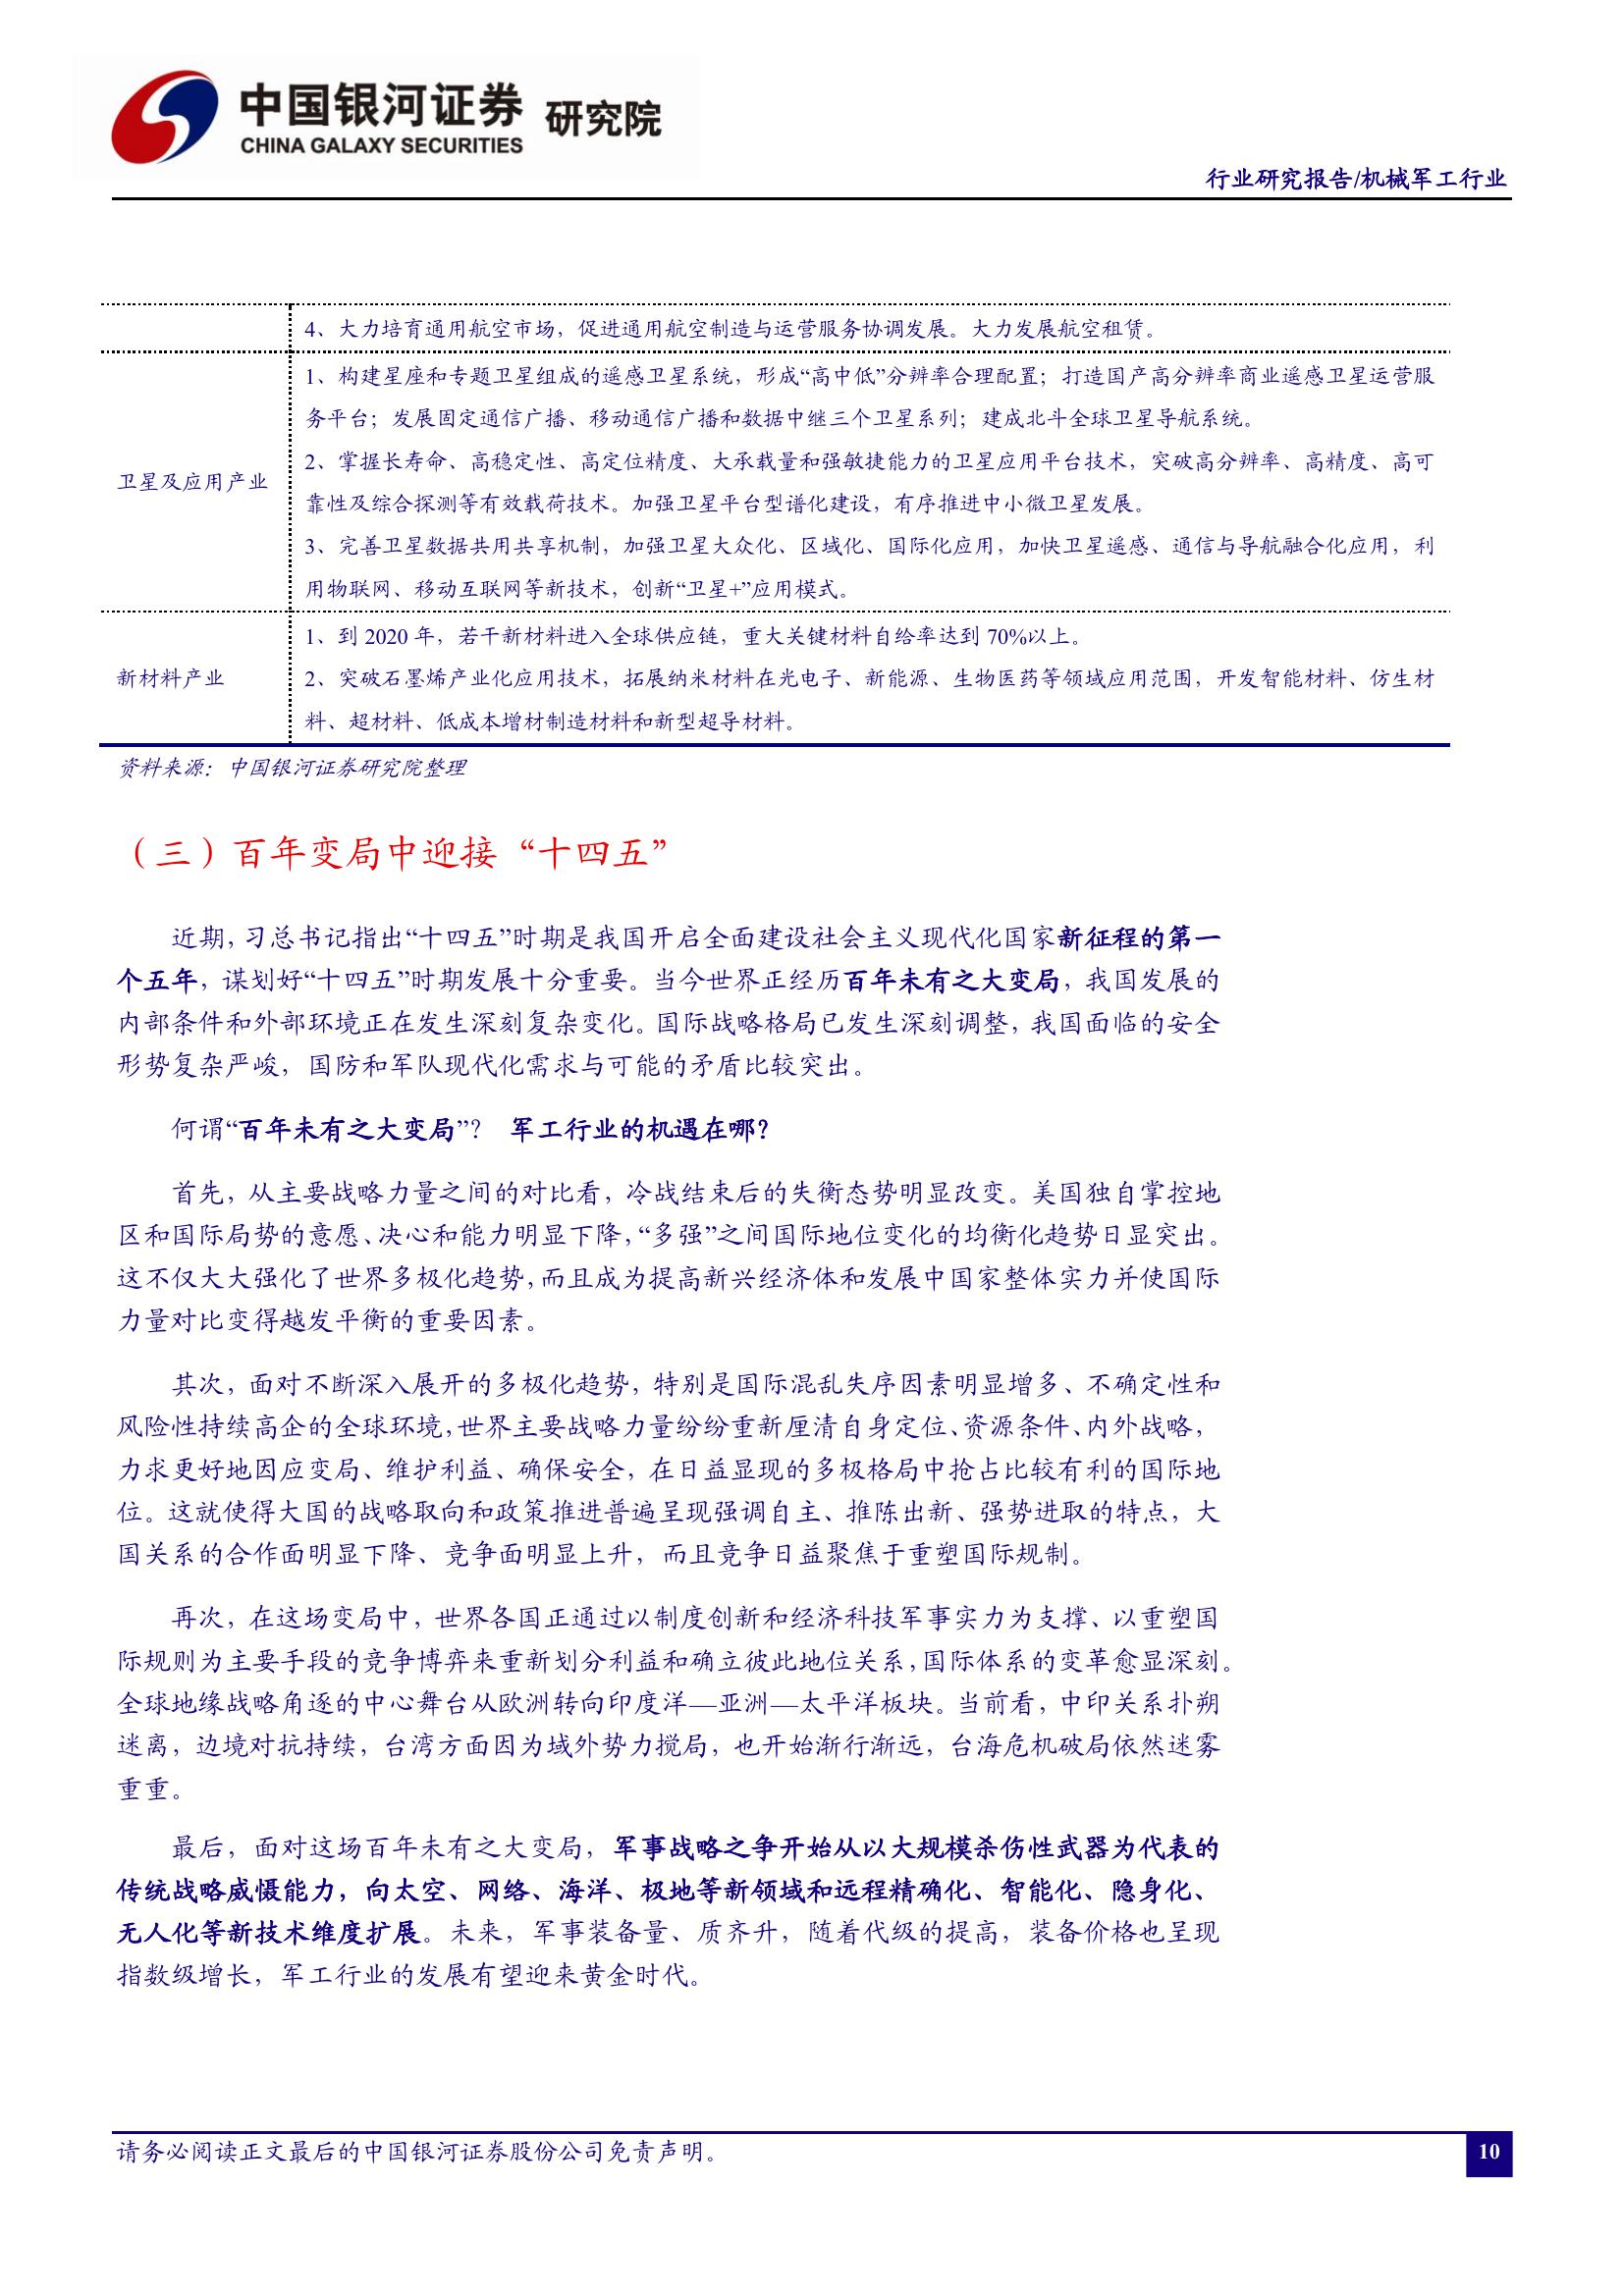 中国银河证券 研究院
CHINA GALAXY SECURITIES
行业研究报告/机械军工行业
4、大力培育通用航空市场，促进通用航空制造与运营服务协调发展。大力发展航空租赁。
卫星及应用产业
1、构建星座和专题卫星组成的遥感卫星系统，形成“高中低”分辨率合理配置；打造国产高分辨率商业遥感卫星运营服
务平台；发展固定通信广播、移动通信广播和数据中继三个卫星系列；建成北斗全球卫星导航系统。
2、掌握长寿命、高稳定性、高定位精度、大承载量和强敏捷能力的卫星应用平台技术，突破高分辨率、高精度、高可
靠性及综合探测等有效载荷技术。加强卫星平台型谱化建设，有序推进中小微卫星发展。
3、完善卫星数据共用共享机制，加强卫星大众化、区域化、国际化应用，加快卫星遥感、通信与导航融合化应用，利
用物联网、移动互联网等新技术，创新“卫星+”应用模式。
新材料产业
1、到 2020 年，若干新材料进入全球供应链，重大关键材料自给率达到 70%以上。
2、突破石墨烯产业化应用技术，拓展纳米材料在光电子、新能源、生物医药等领域应用范围，开发智能材料、仿生材
料、超材料、低成本增材制造材料和新型超导材料。
资料来源：中国银河证券研究院整理
（三）百年变局中迎接“十四五”
近期，习总书记指出“十四五”时期是我国开启全面建设社会主义现代化国家新征程的第一
个五年，谋划好“十四五”时期发展十分重要。当今世界正经历百年未有之大变局，我国发展的
内部条件和外部环境正在发生深刻复杂变化。国际战略格局已发生深刻调整，我国面临的安全
形势复杂严峻，国防和军队现代化需求与可能的矛盾比较突出。
何谓“百年未有之大变局”？ 军工行业的机遇在哪？
首先，从主要战略力量之间的对比看，冷战结束后的失衡态势明显改变。美国独自掌控地
区和国际局势的意愿、决心和能力明显下降，“多强”之间国际地位变化的均衡化趋势日显突出。
这不仅大大强化了世界多极化趋势，而且成为提高新兴经济体和发展中国家整体实力并使国际
力量对比变得越发平衡的重要因素。
其次，面对不断深入展开的多极化趋势，特别是国际混乱失序因素明显增多、不确定性和
风险性持续高企的全球环境，世界主要战略力量纷纷重新厘清自身定位、资源条件、内外战略，
力求更好地因应变局、维护利益、确保安全，在日益显现的多极格局中抢占比较有利的国际地
位。这就使得大国的战略取向和政策推进普遍呈现强调自主、推陈出新、强势进取的特点，大
国关系的合作面明显下降、竞争面明显上升，而且竞争日益聚焦于重塑国际规制。
再次，在这场变局中，世界各国正通过以制度创新和经济科技军事实力为支撑、以重塑国
际规则为主要手段的竞争博弈来重新划分利益和确立彼此地位关系，国际体系的变革愈显深刻。
全球地缘战略角逐的中心舞台从欧洲转向印度洋—亚洲—太平洋板块。当前看，中印关系扑朔
迷离，边境对抗持续，台湾方面因为域外势力搅局，也开始渐行渐远，台海危机破局依然迷雾
重重。
最后，面对这场百年未有之大变局，军事战略之争开始从以大规模杀伤性武器为代表的
传统战略威慑能力，向太空、网络、海洋、极地等新领域和远程精确化、智能化、隐身化、
无人化等新技术维度扩展。未来，军事装备量、质齐升，随着代级的提高，装备价格也呈现
指数级增长，军工行业的发展有望迎来黄金时代。
请务必阅读正文最后的中国银河证券股份公司免责声明。
10